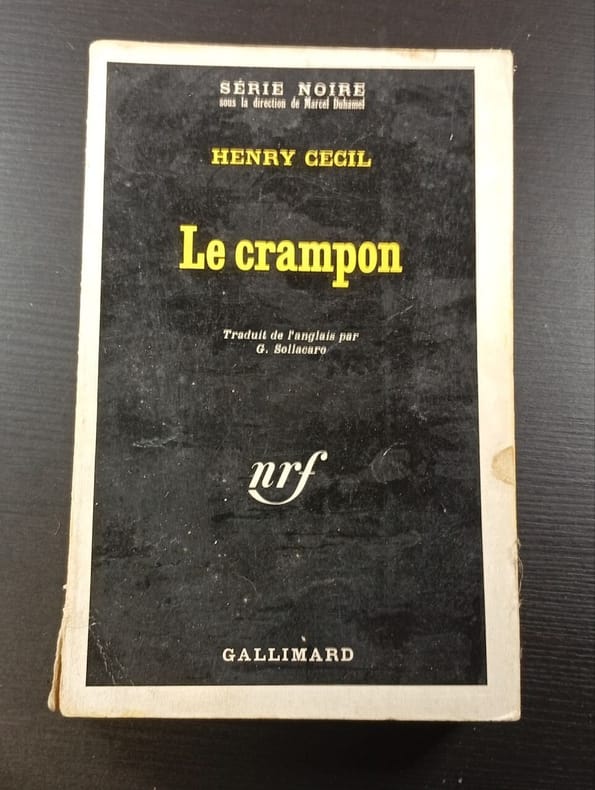 SÉRIE NOIRE
sous la direction de Marcel Duhamel
HENRY CECIL
Le crampon
Traduit de l'anglais par
G. Sollacaro
nrf
GALLIMARD